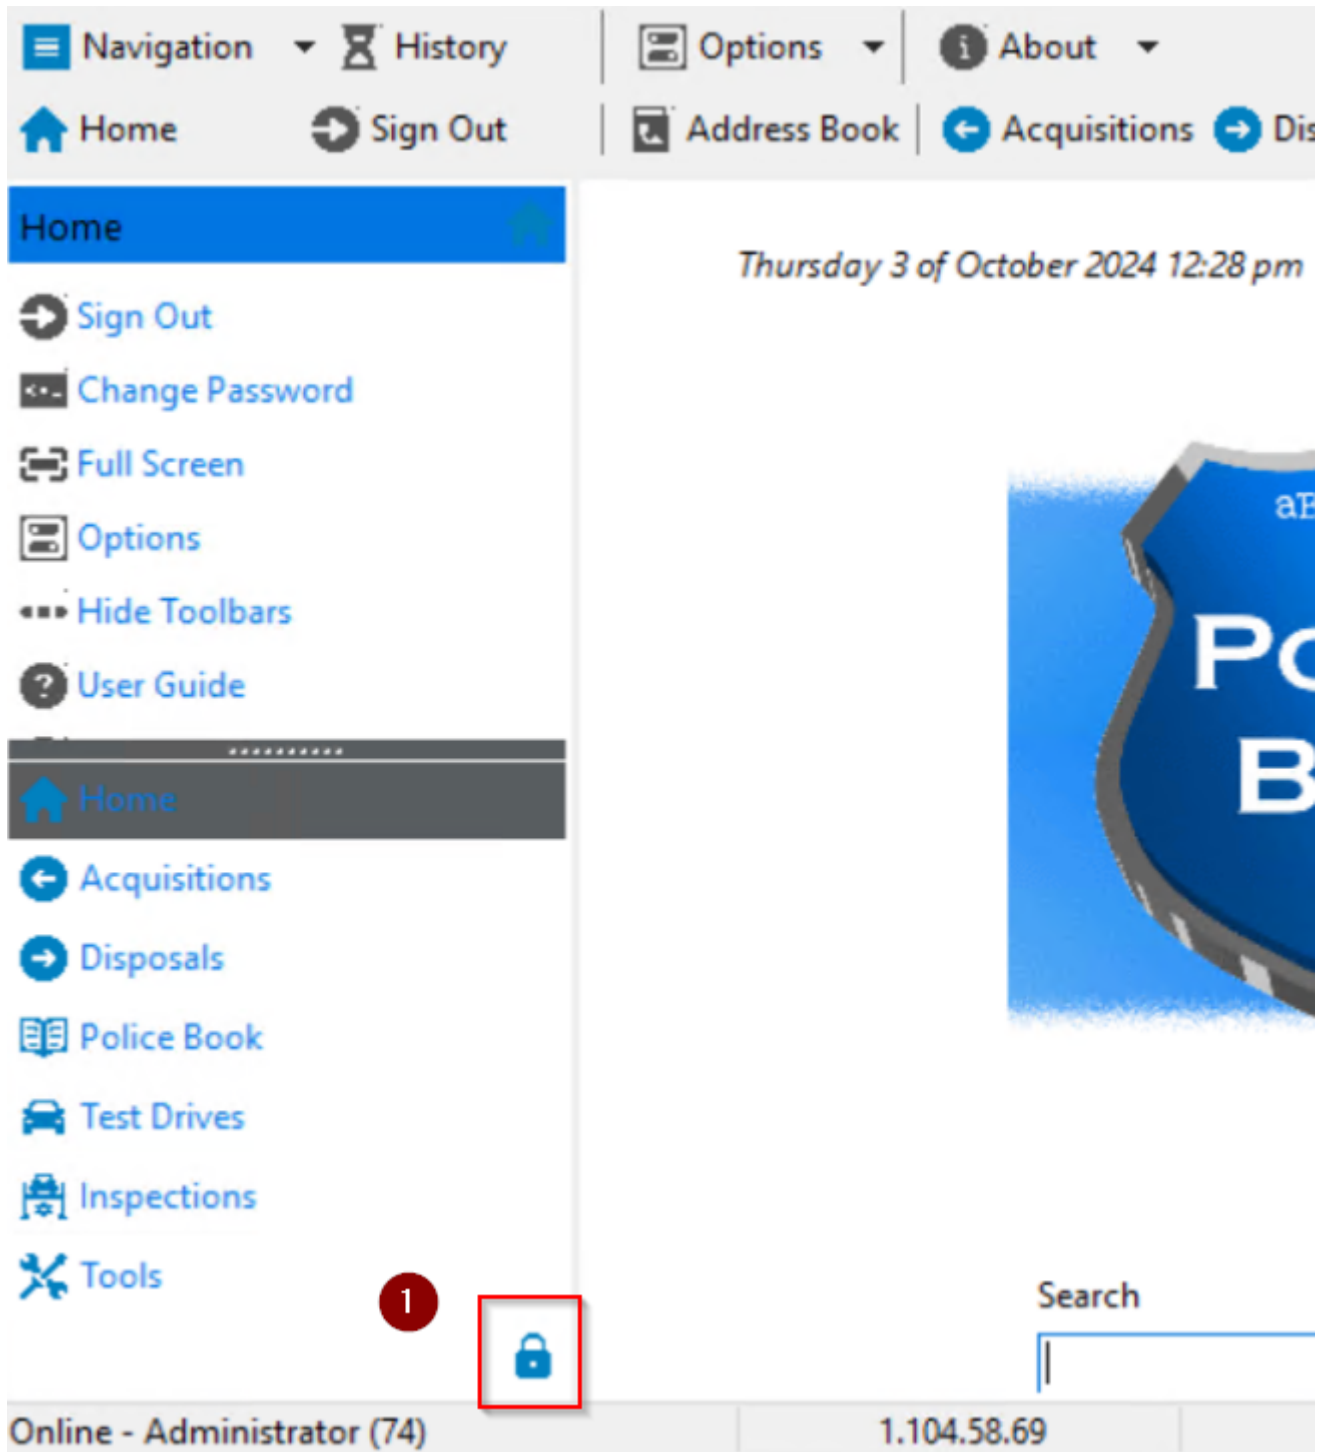 Navigation History Options About
Home Sign Out Address Book Acquisitions
Home
Thursday 3 of October 2024 12:28 pm
Sign Out
Change Password
Full Screen
Options
Hide Toolbars
User Guide
Home
Acquisitions
Disposals
Police Book
Test Drives
Inspections
Tools
1
Search
Online - Administrator (74) 1.104.58.69